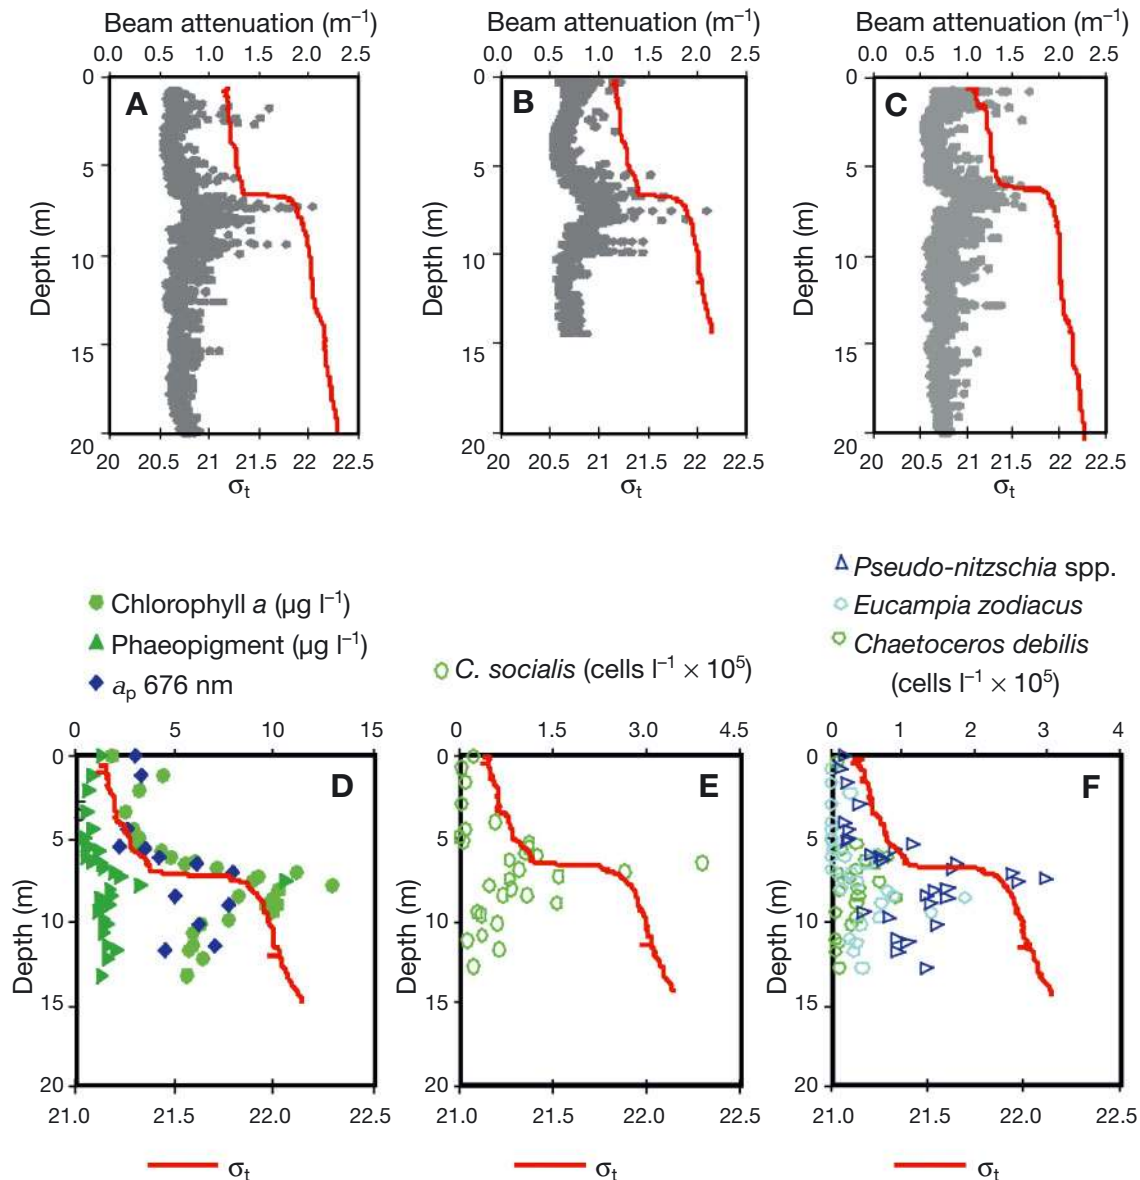 Beam attenuation (m⁻¹) Beam attenuation (m⁻¹) Beam attenuation (m⁻¹)
0.0 0.5 1.0 1.5 2.0 2.5 0.0 0.5 1.0 1.5 2.0 2.5 0.0 0.5 1.0 1.5 2.0 2.5
0 0 0
A B C
5 5 5
Depth (m) Depth (m) Depth (m)
10 10 10
15 15 15
20 20 20
20 20.5 21 21.5 22 22.5 20 20.5 21 21.5 22 22.5 20 20.5 21 21.5 22 22.5
σt σt σt
Pseudo-nitzschia spp.
Chlorophyll a (µg l⁻¹) Eucampia zodiacus
Phaeopigment (µg l⁻¹) Chaetoceros debilis
C. socialis (cells l⁻¹ × 10⁵)
ap 676 nm (cells l⁻¹ × 10⁵)
0 5 10 15 0 1.5 3.0 4.5 0 1 2 3 4
0 0 0
D E F
5 5 5
Depth (m) Depth (m) Depth (m)
10 10 10
15 15 15
20 20 20
21.0 21.5 22.0 22.5 21.0 21.5 22.0 22.5 21.0 21.5 22.0 22.5
σt σt σt